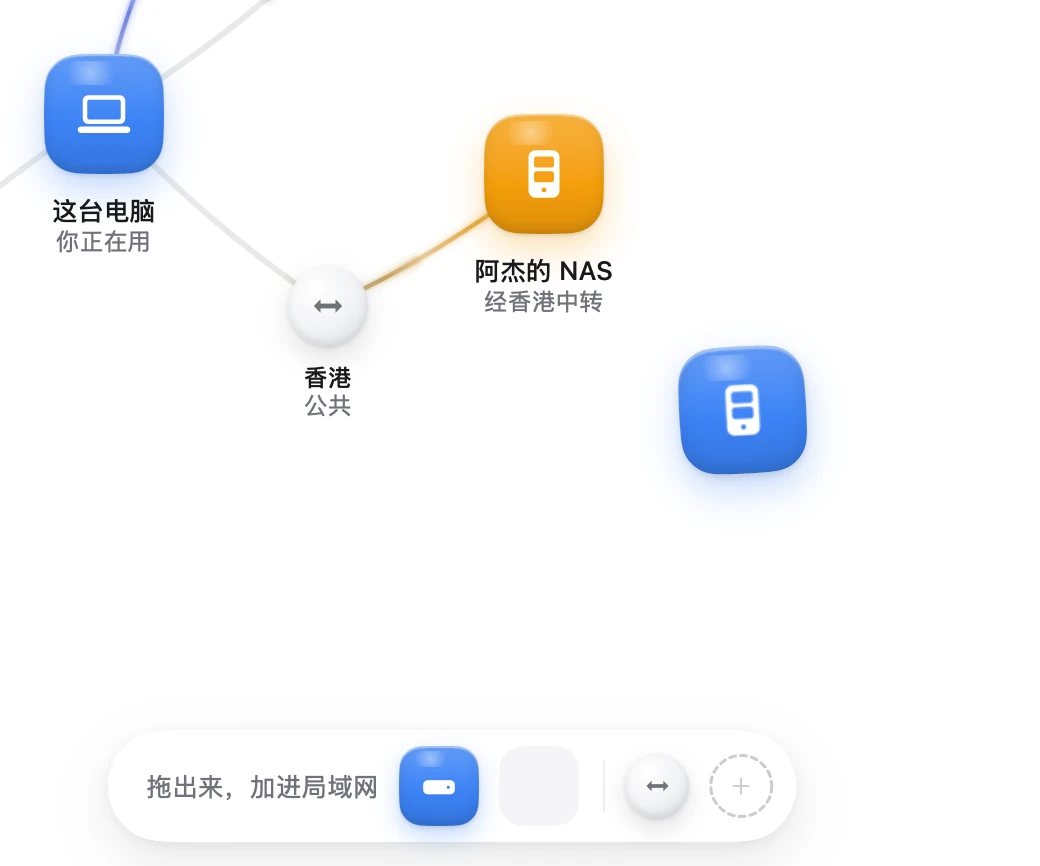 这台电脑
你正在用
阿杰的 NAS
经香港中转
香港
公共
拖出来，加进局域网